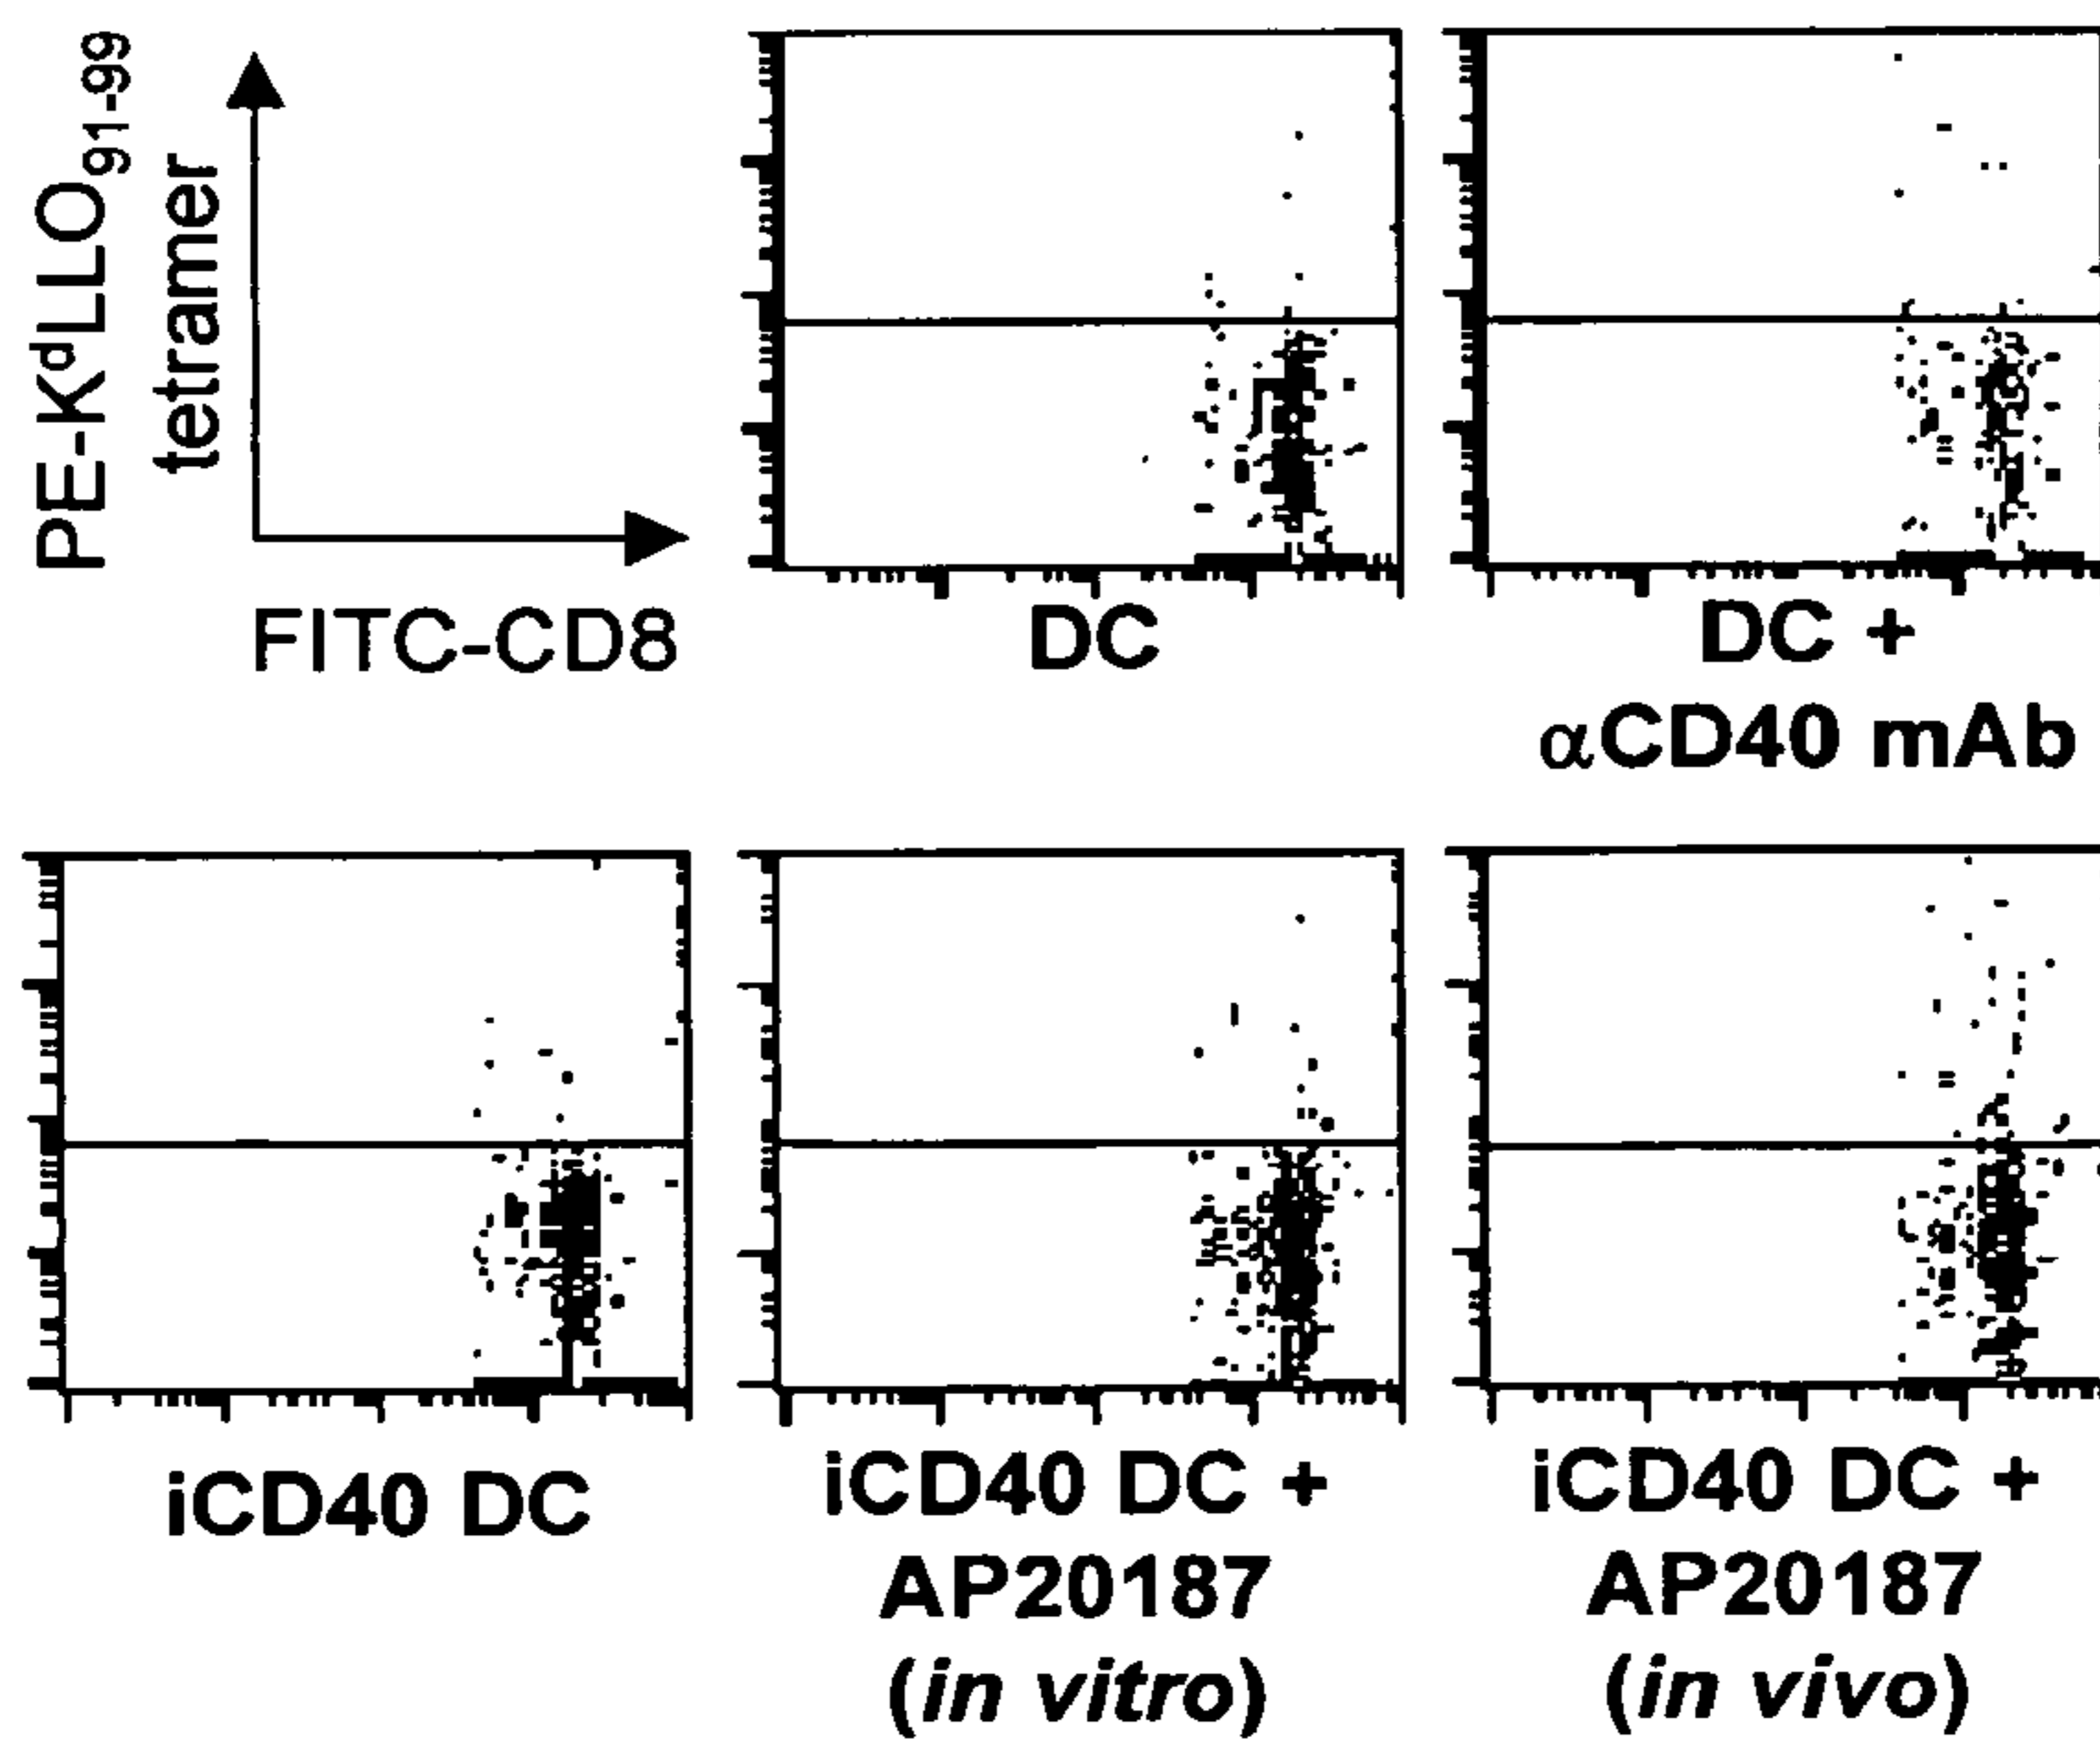 PE-KᵈLLO₉₁₋₉₉
tetramer
FITC-CD8
DC
DC +
αCD40 mAb
iCD40 DC
iCD40 DC +
AP20187
(in vitro)
iCD40 DC +
AP20187
(in vivo)